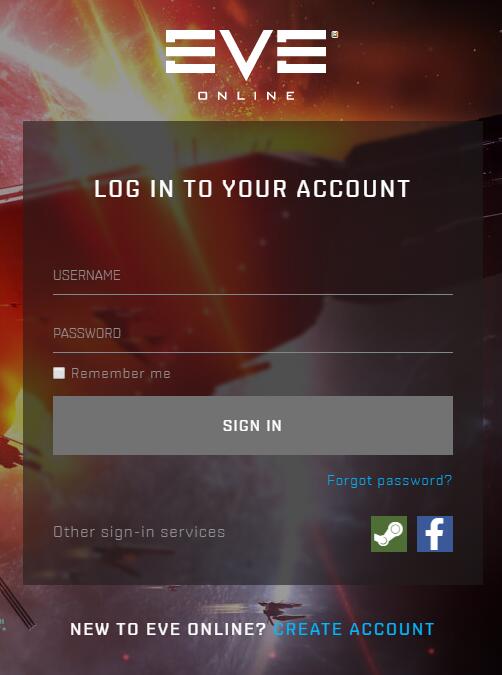 EVE®
ONLINE
LOG IN TO YOUR ACCOUNT
USERNAME
PASSWORD
Remember me
SIGN IN
Forgot password?
Other sign-in services
NEW TO EVE ONLINE? CREATE ACCOUNT